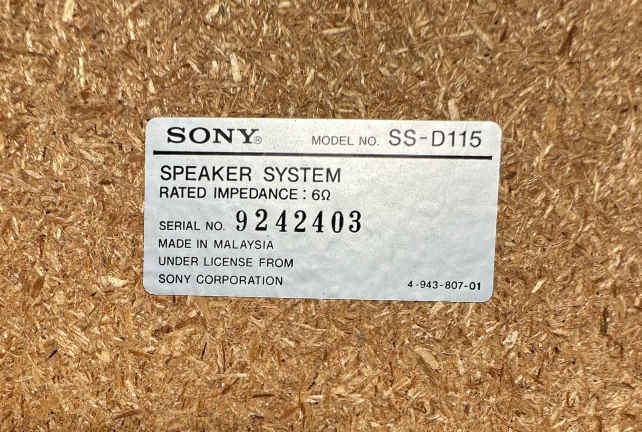 SONY® MODEL NO. SS-D115
SPEAKER SYSTEM
RATED IMPEDANCE : 6Ω
SERIAL NO. 9242403
MADE IN MALAYSIA
UNDER LICENSE FROM
SONY CORPORATION 4-943-807-01